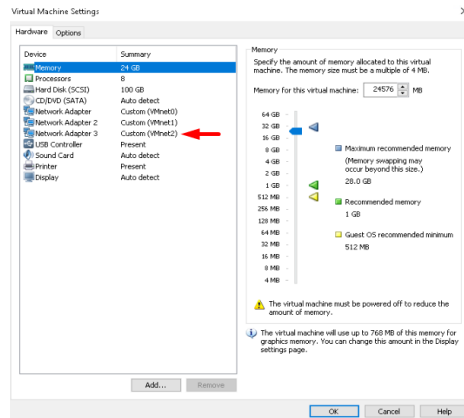 Virtual Machine Settings
Hardware Options
Device Summary
Memory 24 GB
Processors 8
Hard Disk (SCSI) 100 GB
CD/DVD (SATA) Auto detect
Network Adapter Custom (VMnet0)
Network Adapter 2 Custom (VMnet1)
Network Adapter 3 Custom (VMnet2)
USB Controller Present
Sound Card Auto detect
Printer Present
Display Auto detect
Add... Remove
Memory
Specify the amount of memory allocated to this virtual
machine. The memory size must be a multiple of 4 MB.
Memory for this virtual machine: 24576 MB
64 GB
32 GB
16 GB
8 GB
4 GB
2 GB
1 GB
512 MB
256 MB
128 MB
64 MB
32 MB
16 MB
8 MB
4 MB
Maximum recommended memory
(Memory swapping may
occur beyond this size.)
28.0 GB
Recommended memory
1 GB
Guest OS recommended minimum
512 MB
The virtual machine must be powered off to reduce the
amount of memory.
The virtual machine will use up to 768 MB of this memory for
graphics memory. You can change this amount in the Display
settings page.
OK Cancel Help